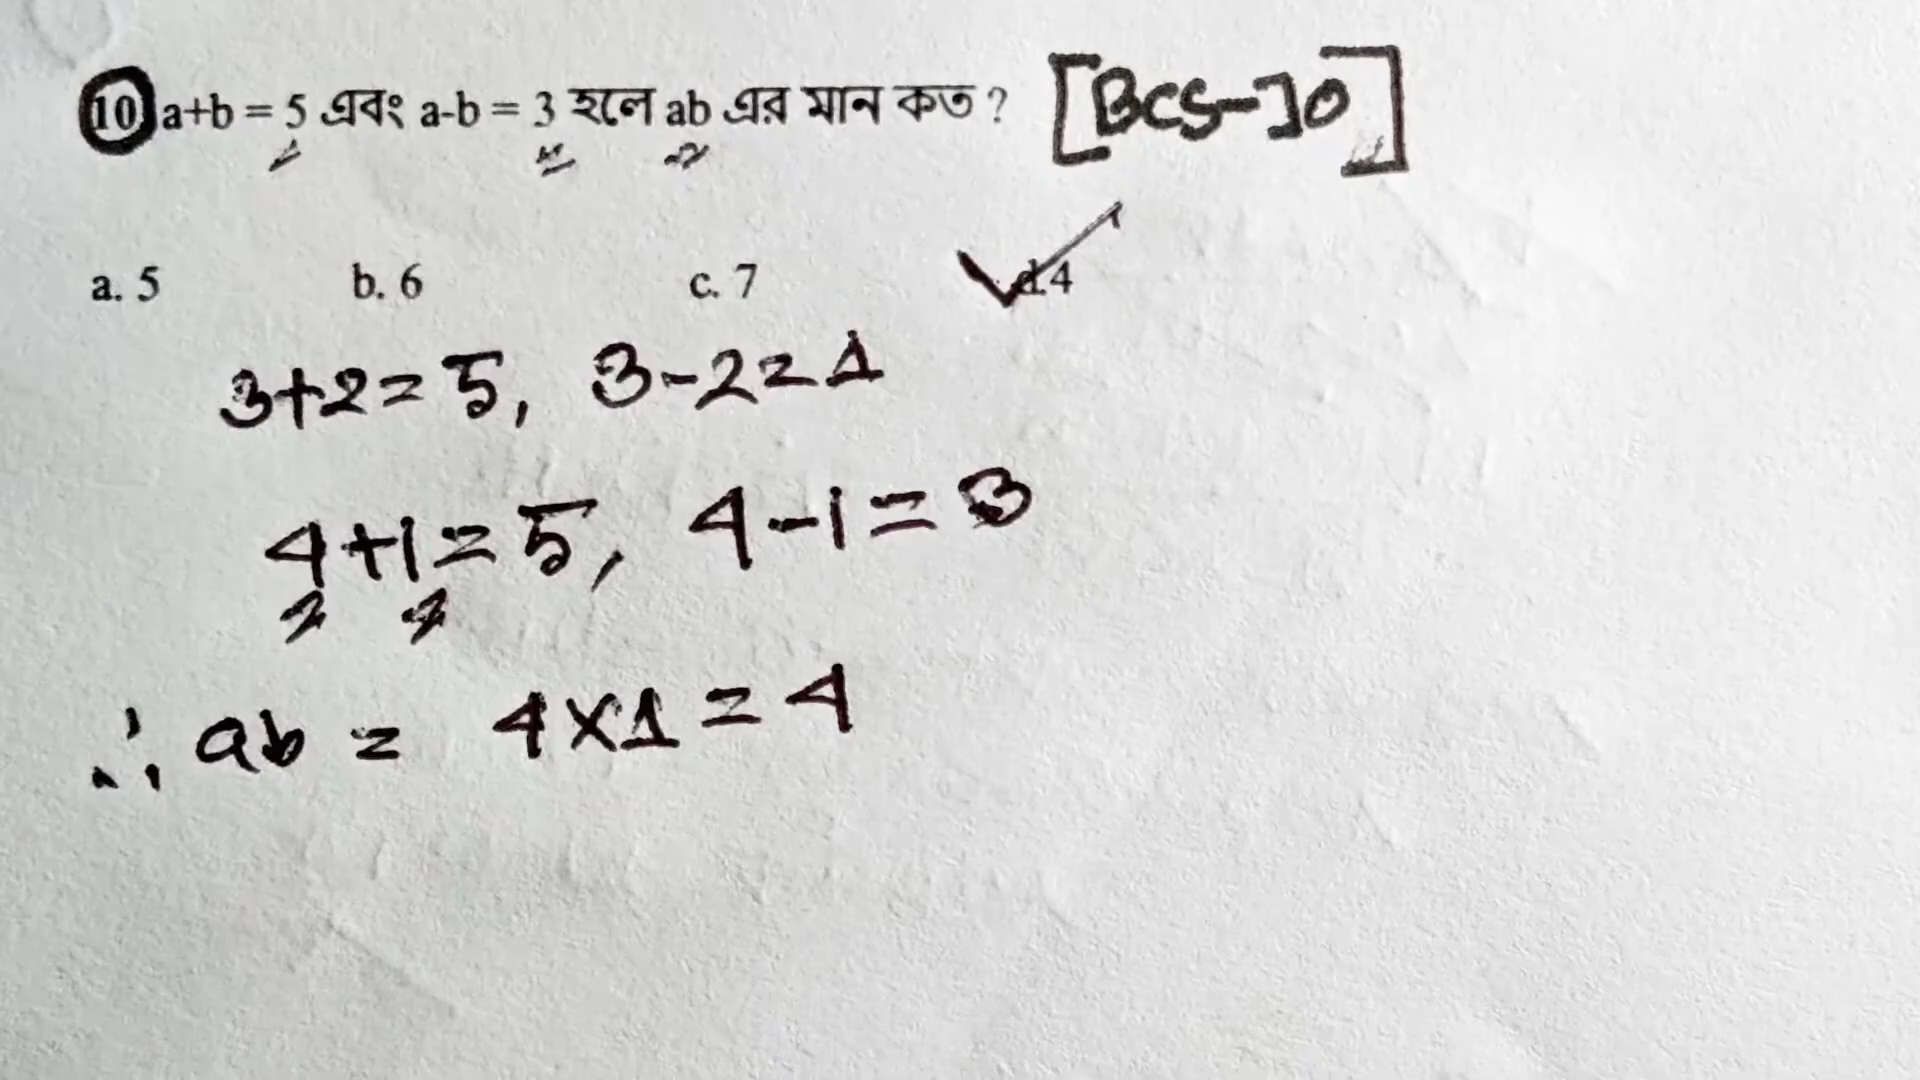 10 a+b = 5 এবং a-b = 3 হলে ab এর মান কত ? [BCS-10]
a. 5 b. 6 c. 7 d.4
3+2=5, 3-2=1
4+1=5, 4-1=3
∴ ab = 4×1=4